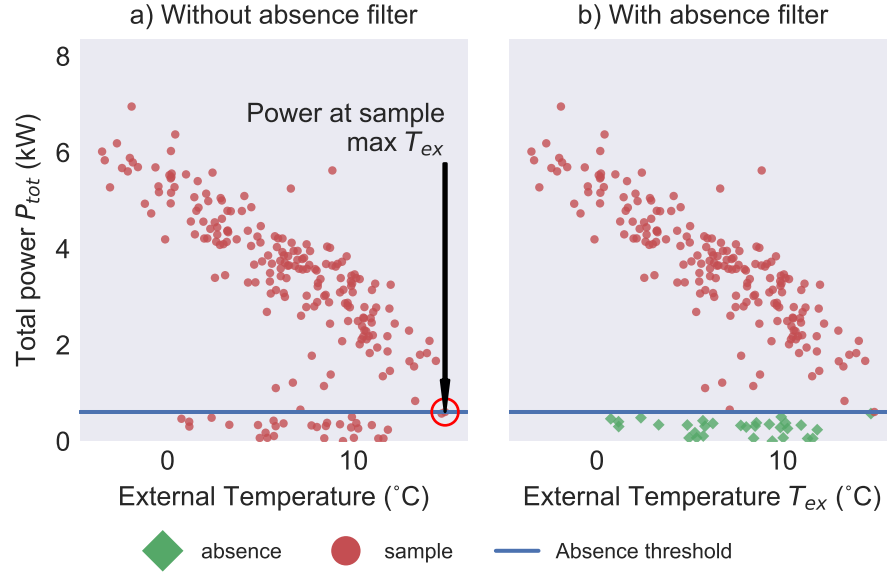 a) Without absence filter
b) With absence filter
Power at sample
max T_ex
Total power P_tot (kW)
8
6
4
2
0
0
10
0
10
External Temperature (˚C)
External Temperature T_ex (˚C)
absence
sample
Absence threshold